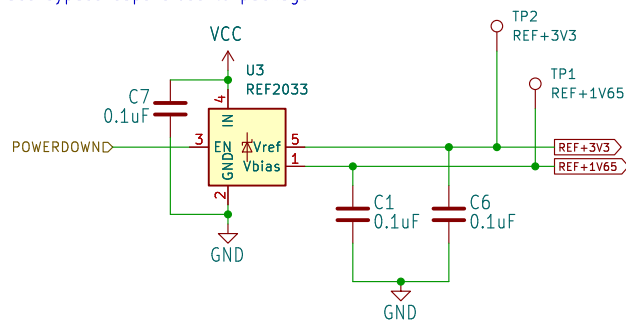 TP2
REF+3V3
VCC
U3
REF2033
TP1
REF+1V65
C7
0.1uF
4
IN
POWERDOWN
3
EN
GND
Vref
5
Vbias
1
REF+3V3
REF+1V65
2
GND
C1
0.1uF
C6
0.1uF
GND